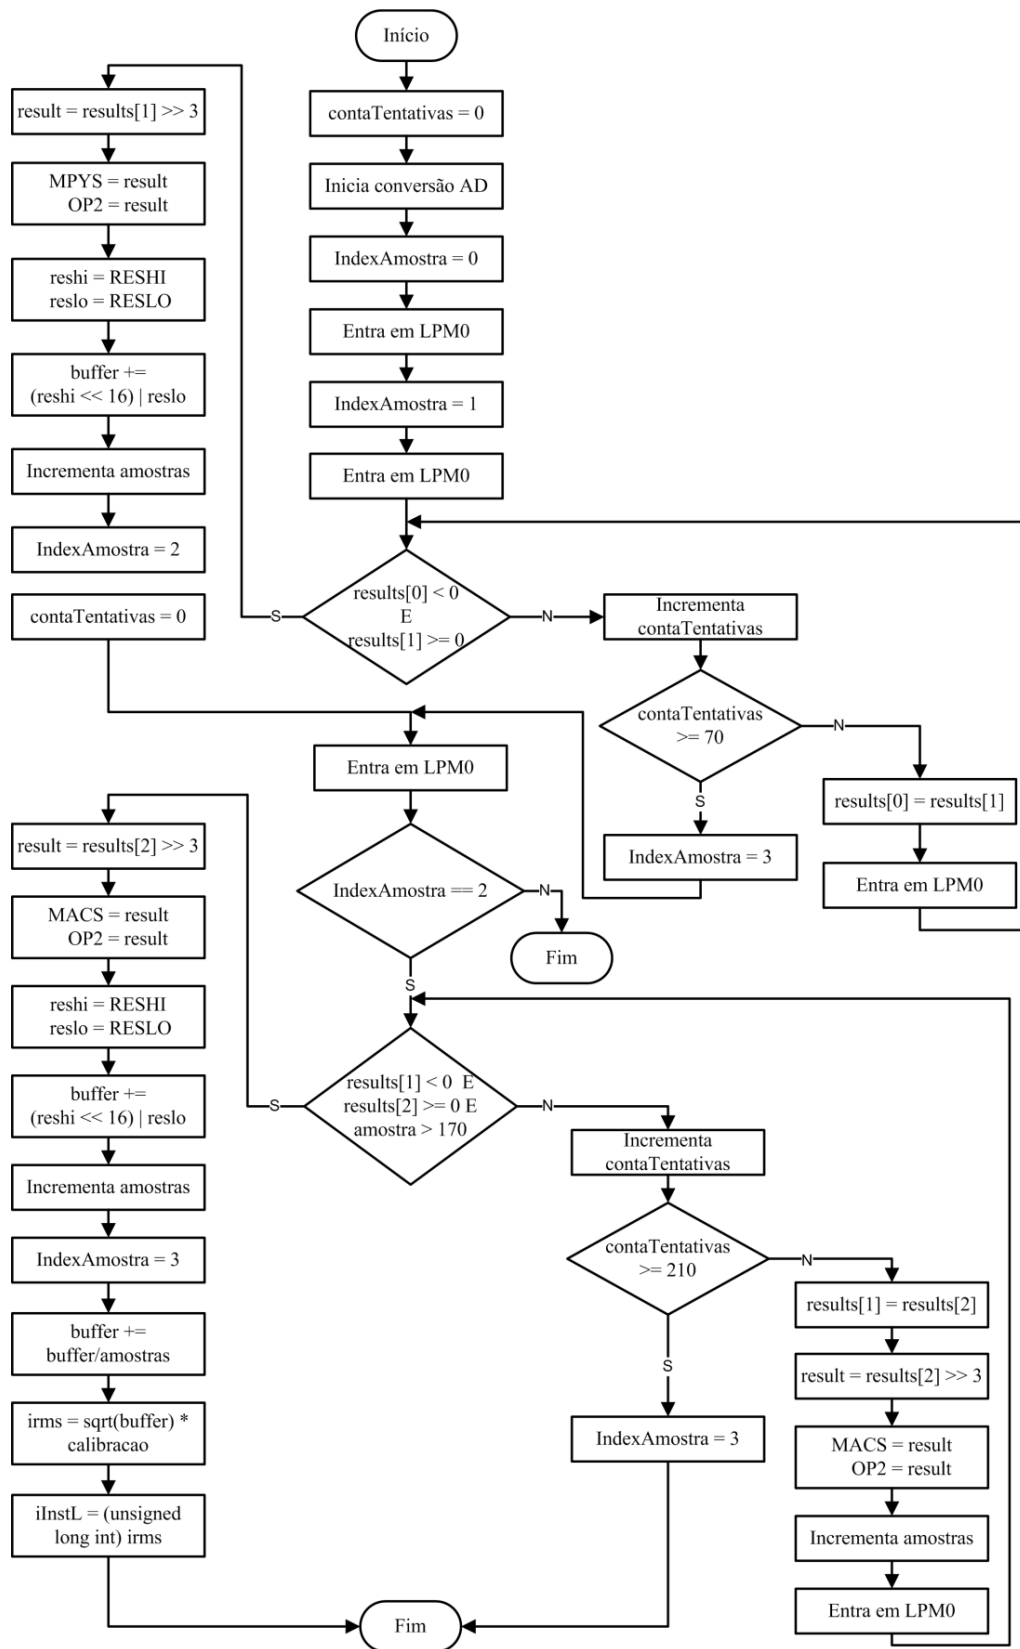 Início
contaTentativas = 0
Inicia conversão AD
IndexAmostra = 0
Entra em LPM0
IndexAmostra = 1
Entra em LPM0
results[0] < 0
E
results[1] >= 0
S
N
result = results[1] >> 3
MPYS = result
OP2 = result
reshi = RESHI
reslo = RESLO
buffer +=
(reshi << 16) | reslo
Incrementa amostras
IndexAmostra = 2
contaTentativas = 0
Incrementa
contaTentativas
contaTentativas
>= 70
N
S
results[0] = results[1]
Entra em LPM0
IndexAmostra = 3
Entra em LPM0
IndexAmostra == 2
N
Fim
S
results[1] < 0 E
results[2] >= 0 E
amostra > 170
S
N
result = results[2] >> 3
MACS = result
OP2 = result
reshi = RESHI
reslo = RESLO
buffer +=
(reshi << 16) | reslo
Incrementa amostras
IndexAmostra = 3
buffer +=
buffer/amostras
irms = sqrt(buffer) *
calibracao
iInstL = (unsigned
long int) irms
Incrementa
contaTentativas
contaTentativas
>= 210
N
S
IndexAmostra = 3
results[1] = results[2]
result = results[2] >> 3
MACS = result
OP2 = result
Incrementa amostras
Entra em LPM0
Fim